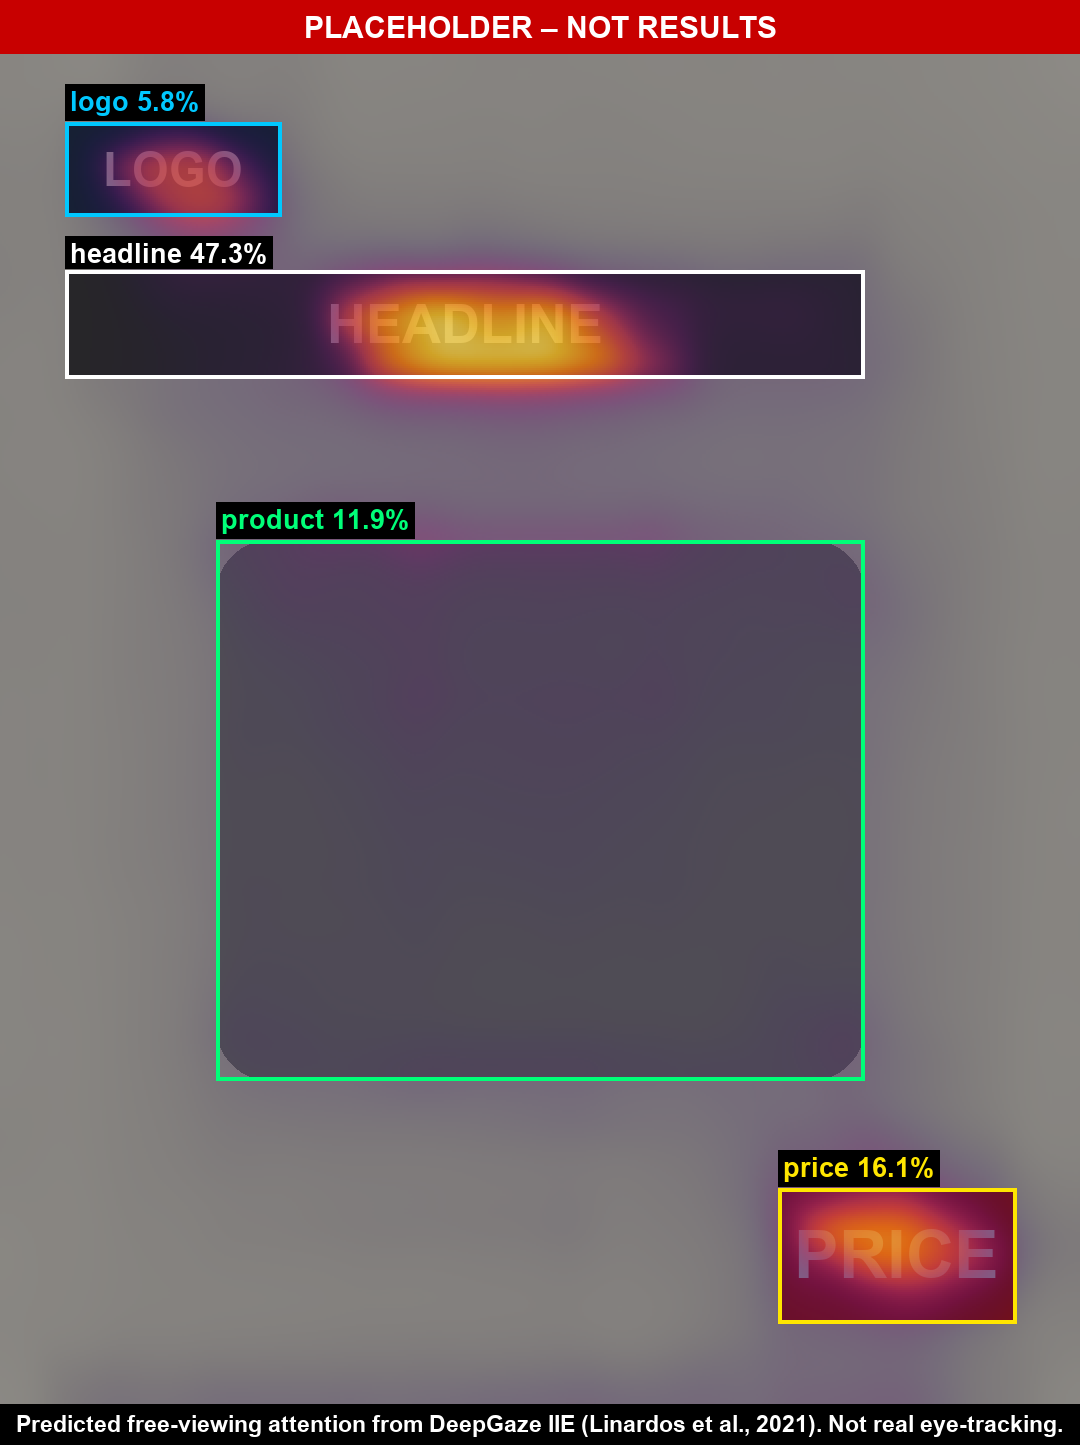 PLACEHOLDER – NOT RESULTS
logo 5.8%
LOGO
headline 47.3%
HEADLINE
product 11.9%
price 16.1%
PRICE
Predicted free-viewing attention from DeepGaze IIE (Linardos et al., 2021). Not real eye-tracking.